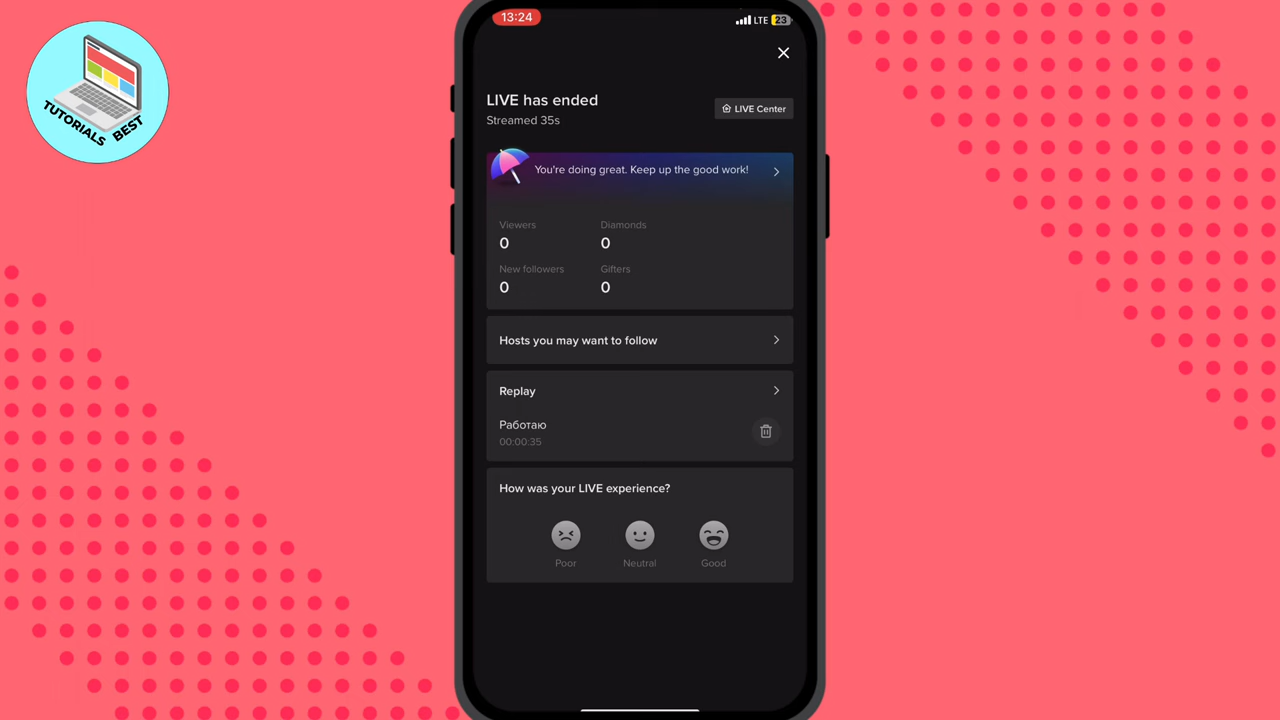 TUTORIALS BEST
13:24
LTE 23
LIVE has ended
LIVE Center
Streamed 35s
You're doing great. Keep up the good work!
Viewers Diamonds
0 0
New followers Gifters
0 0
Hosts you may want to follow
Replay
Работаю
00:00:35
How was your LIVE experience?
Poor Neutral Good